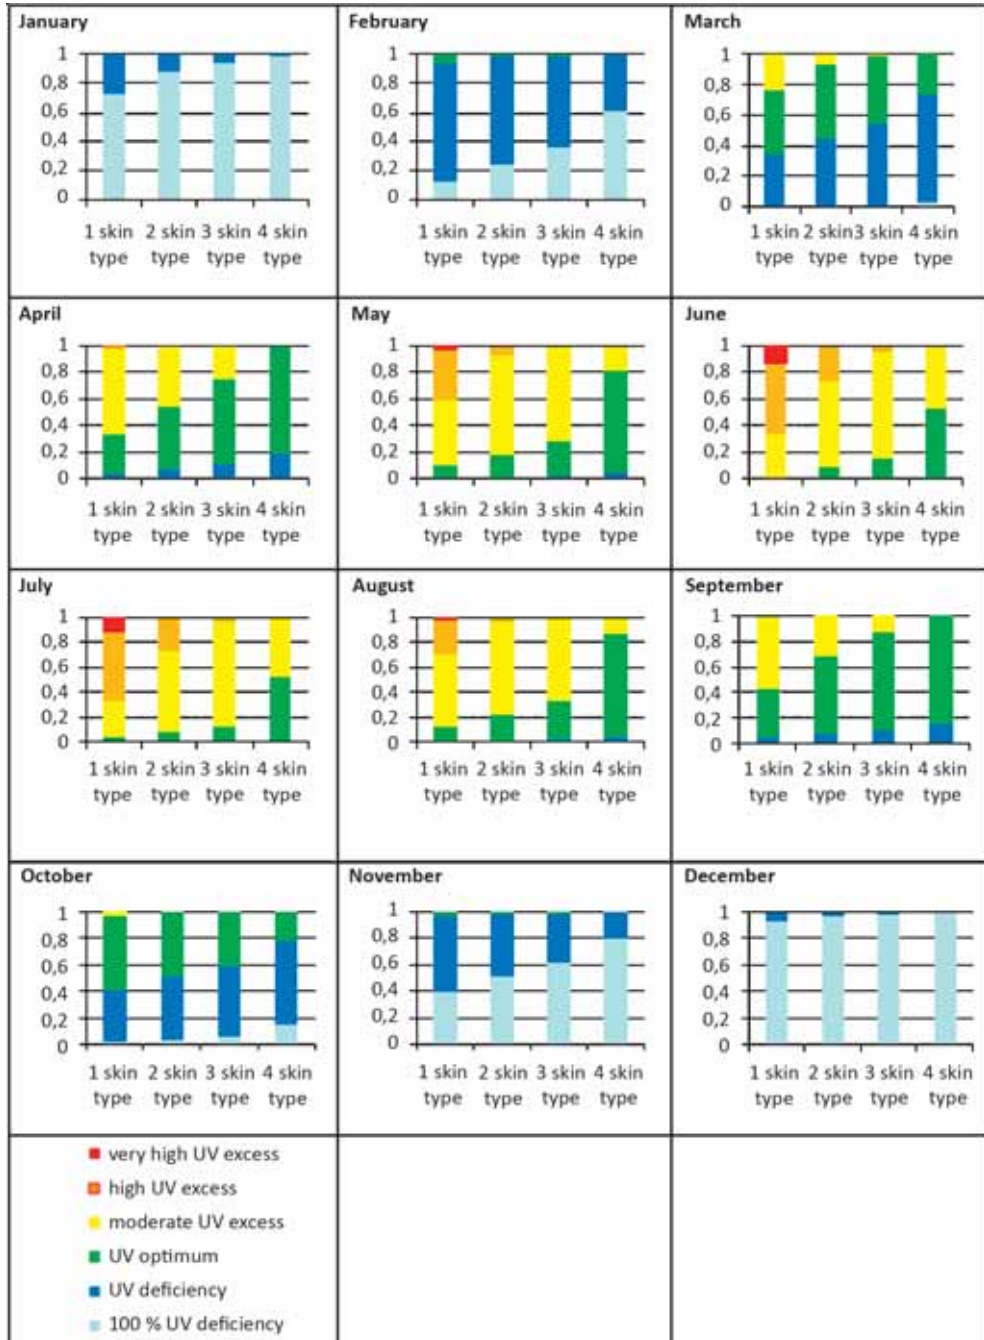 January
1
0,8
0,6
0,4
0,2
0
1 skin 2 skin 3 skin 4 skin
type type type type
February
1
0,8
0,6
0,4
0,2
0
1 skin 2 skin 3 skin 4 skin
type type type type
March
1
0,8
0,6
0,4
0,2
0
1 skin 2 skin 3 skin 4 skin
type type type type
April
1
0,8
0,6
0,4
0,2
0
1 skin 2 skin 3 skin 4 skin
type type type type
May
1
0,8
0,6
0,4
0,2
0
1 skin 2 skin 3 skin 4 skin
type type type type
June
1
0,8
0,6
0,4
0,2
0
1 skin 2 skin 3 skin 4 skin
type type type type
July
1
0,8
0,6
0,4
0,2
0
1 skin 2 skin 3 skin 4 skin
type type type type
August
1
0,8
0,6
0,4
0,2
0
1 skin 2 skin 3 skin 4 skin
type type type type
September
1
0,8
0,6
0,4
0,2
0
1 skin 2 skin 3 skin 4 skin
type type type type
October
1
0,8
0,6
0,4
0,2
0
1 skin 2 skin 3 skin 4 skin
type type type type
November
1
0,8
0,6
0,4
0,2
0
1 skin 2 skin 3 skin 4 skin
type type type type
December
1
0,8
0,6
0,4
0,2
0
1 skin 2 skin 3 skin 4 skin
type type type type
very high UV excess
high UV excess
moderate UV excess
UV optimum
UV deficiency
100 % UV deficiency